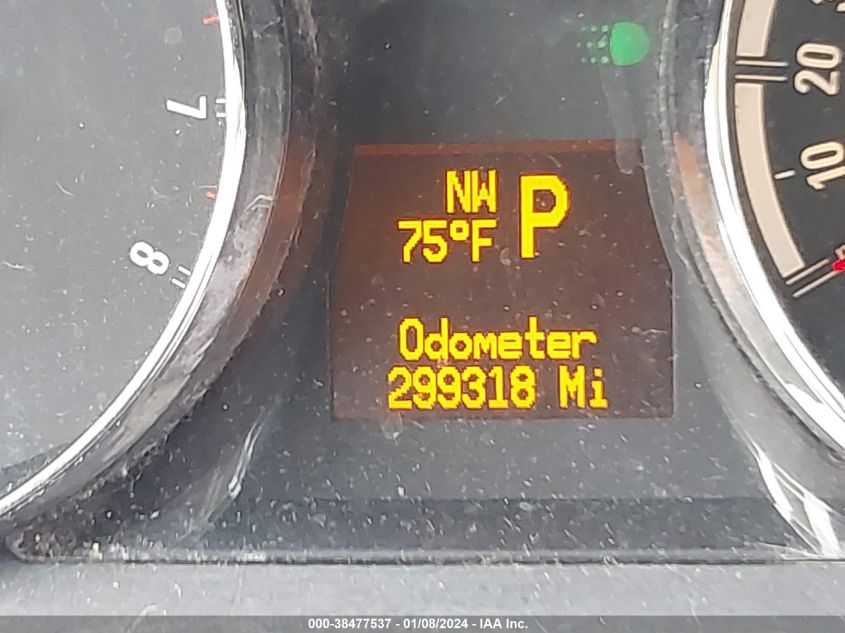 7
8
NW P
75°F
Odometer
299318 Mi
20
10
000-38477537 - 01/08/2024 - IAA Inc.